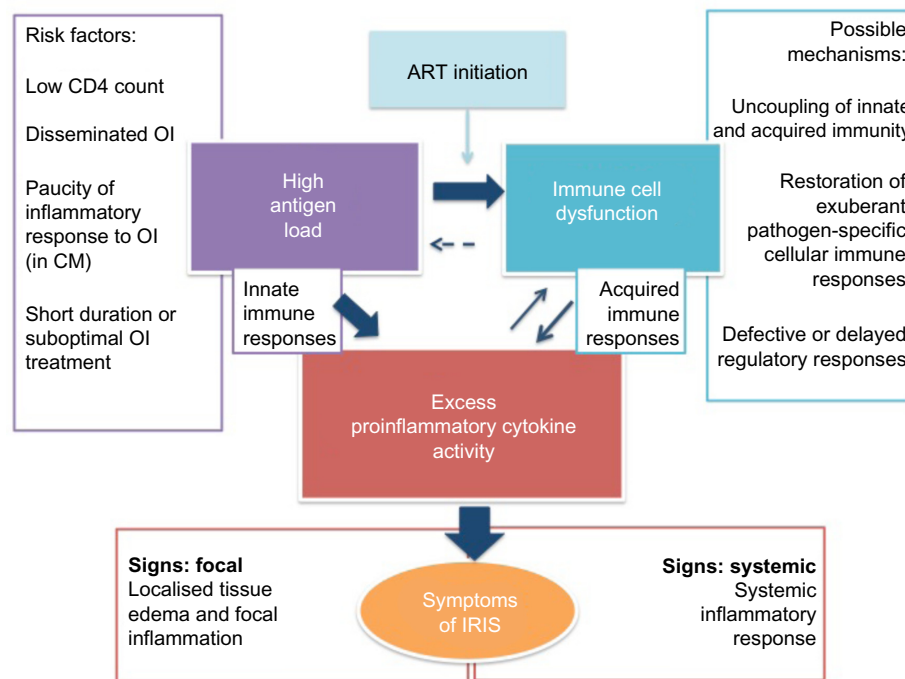 Risk factors:
Low CD4 count
Disseminated OI
Paucity of
inflammatory
response to OI
(in CM)
Short duration or
suboptimal OI
treatment
ART initiation
High
antigen
load
Immune cell
dysfunction
Innate
immune
responses
Acquired
immune
responses
Possible
mechanisms:
Uncoupling of innate
and acquired immunity
Restoration of
exuberant
pathogen-specific
cellular immune
responses
Defective or delayed
regulatory responses
Excess
proinflammatory cytokine
activity
Signs: focal
Localised tissue
edema and focal
inflammation
Symptoms
of IRIS
Signs: systemic
Systemic
inflammatory
response